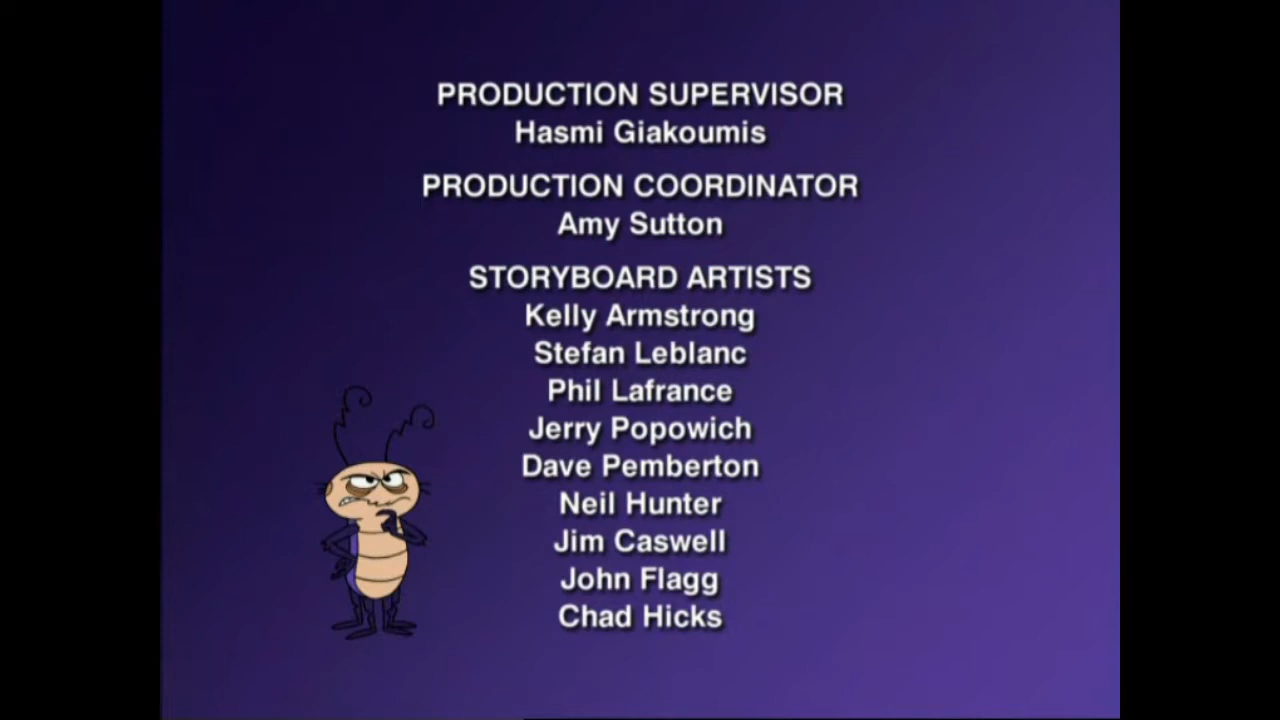 PRODUCTION SUPERVISOR
Hasmi Giakoumis
PRODUCTION COORDINATOR
Amy Sutton
STORYBOARD ARTISTS
Kelly Armstrong
Stefan Leblanc
Phil Lafrance
Jerry Popowich
Dave Pemberton
Neil Hunter
Jim Caswell
John Flagg
Chad Hicks